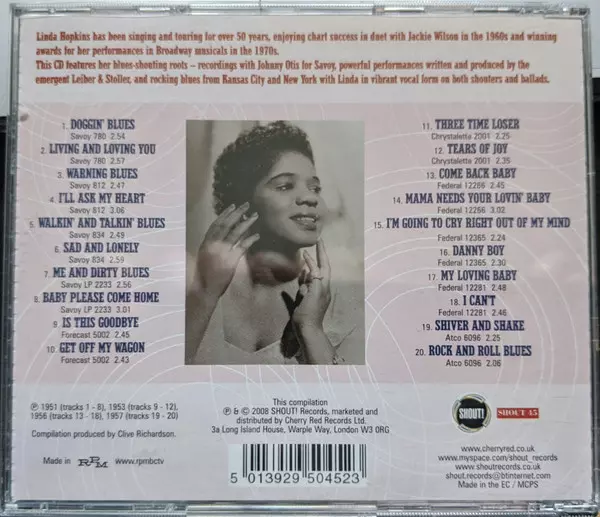 Linda Hopkins has been singing and touring for over 50 years, enjoying chart success in duet with Jackie Wilson in the 1960s and winning
awards for her performances in Broadway musicals in the 1970s.
This CD features her blues-shouting roots – recordings with Johnny Otis for Savoy, powerful performances written and produced by the
emergent Leiber & Stoller, and rocking blues from Kansas City and New York with Linda in vibrant vocal form on both shouters and ballads.
1. DOGGIN' BLUES
Savoy 780 2.54
2. LIVING AND LOVING YOU
Savoy 780 2.57
3. WARNING BLUES
Savoy 812 2.47
4. I'LL ASK MY HEART
Savoy 812 3.06
5. WALKIN' AND TALKIN' BLUES
Savoy 834 2.49
6. SAD AND LONELY
Savoy 834 2.59
7. ME AND DIRTY BLUES
Savoy LP 2233 2.56
8. BABY PLEASE COME HOME
Savoy LP 2233 3.01
9. IS THIS GOODBYE
Forecast 5002 2.45
10. GET OFF MY WAGON
Forecast 5002 2.43
11. THREE TIME LOSER
Chrystalette 2001 2.25
12. TEARS OF JOY
Chrystalette 2001 2.35
13. COME BACK BABY
Federal 12266 2.45
14. MAMA NEEDS YOUR LOVIN' BABY
Federal 12266 3.02
15. I'M GOING TO CRY RIGHT OUT OF MY MIND
Federal 12365 2.24
16. DANNY BOY
Federal 12365 2.30
17. MY LOVING BABY
Federal 12281 2.46
18. I CAN'T
Federal 12281 2.48
19. SHIVER AND SHAKE
Atco 6096 2.25
20. ROCK AND ROLL BLUES
Atco 6096 2.06
℗ 1951 (tracks 1 - 8), 1953 (tracks 9 - 12),
1956 (tracks 13 - 18), 1957 (tracks 19 - 20)
Compilation produced by Clive Richardson.
Made in RPM www.rpmbctv
This compilation
℗ & © 2008 SHOUT! Records, marketed and
distributed by Cherry Red Records Ltd.
3a Long Island House, Warple Way, London W3 0RG
5 013929 504523
SHOUT!
SHOUT 45
www.cherryred.co.uk
www.myspace.com/shout_records
shoutrecords.co.uk
shoutrecords@btinternet.com
Made in the EC / MCPS